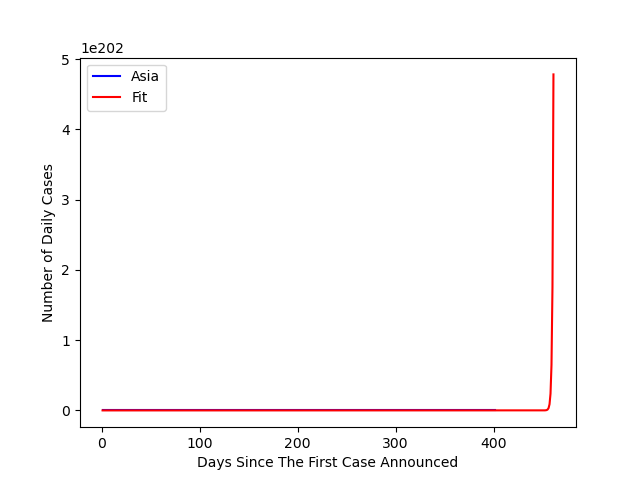 1e202
5
4
3
2
1
0
Asia
Fit
Number of Daily Cases
0
100
200
300
400
Days Since The First Case Announced